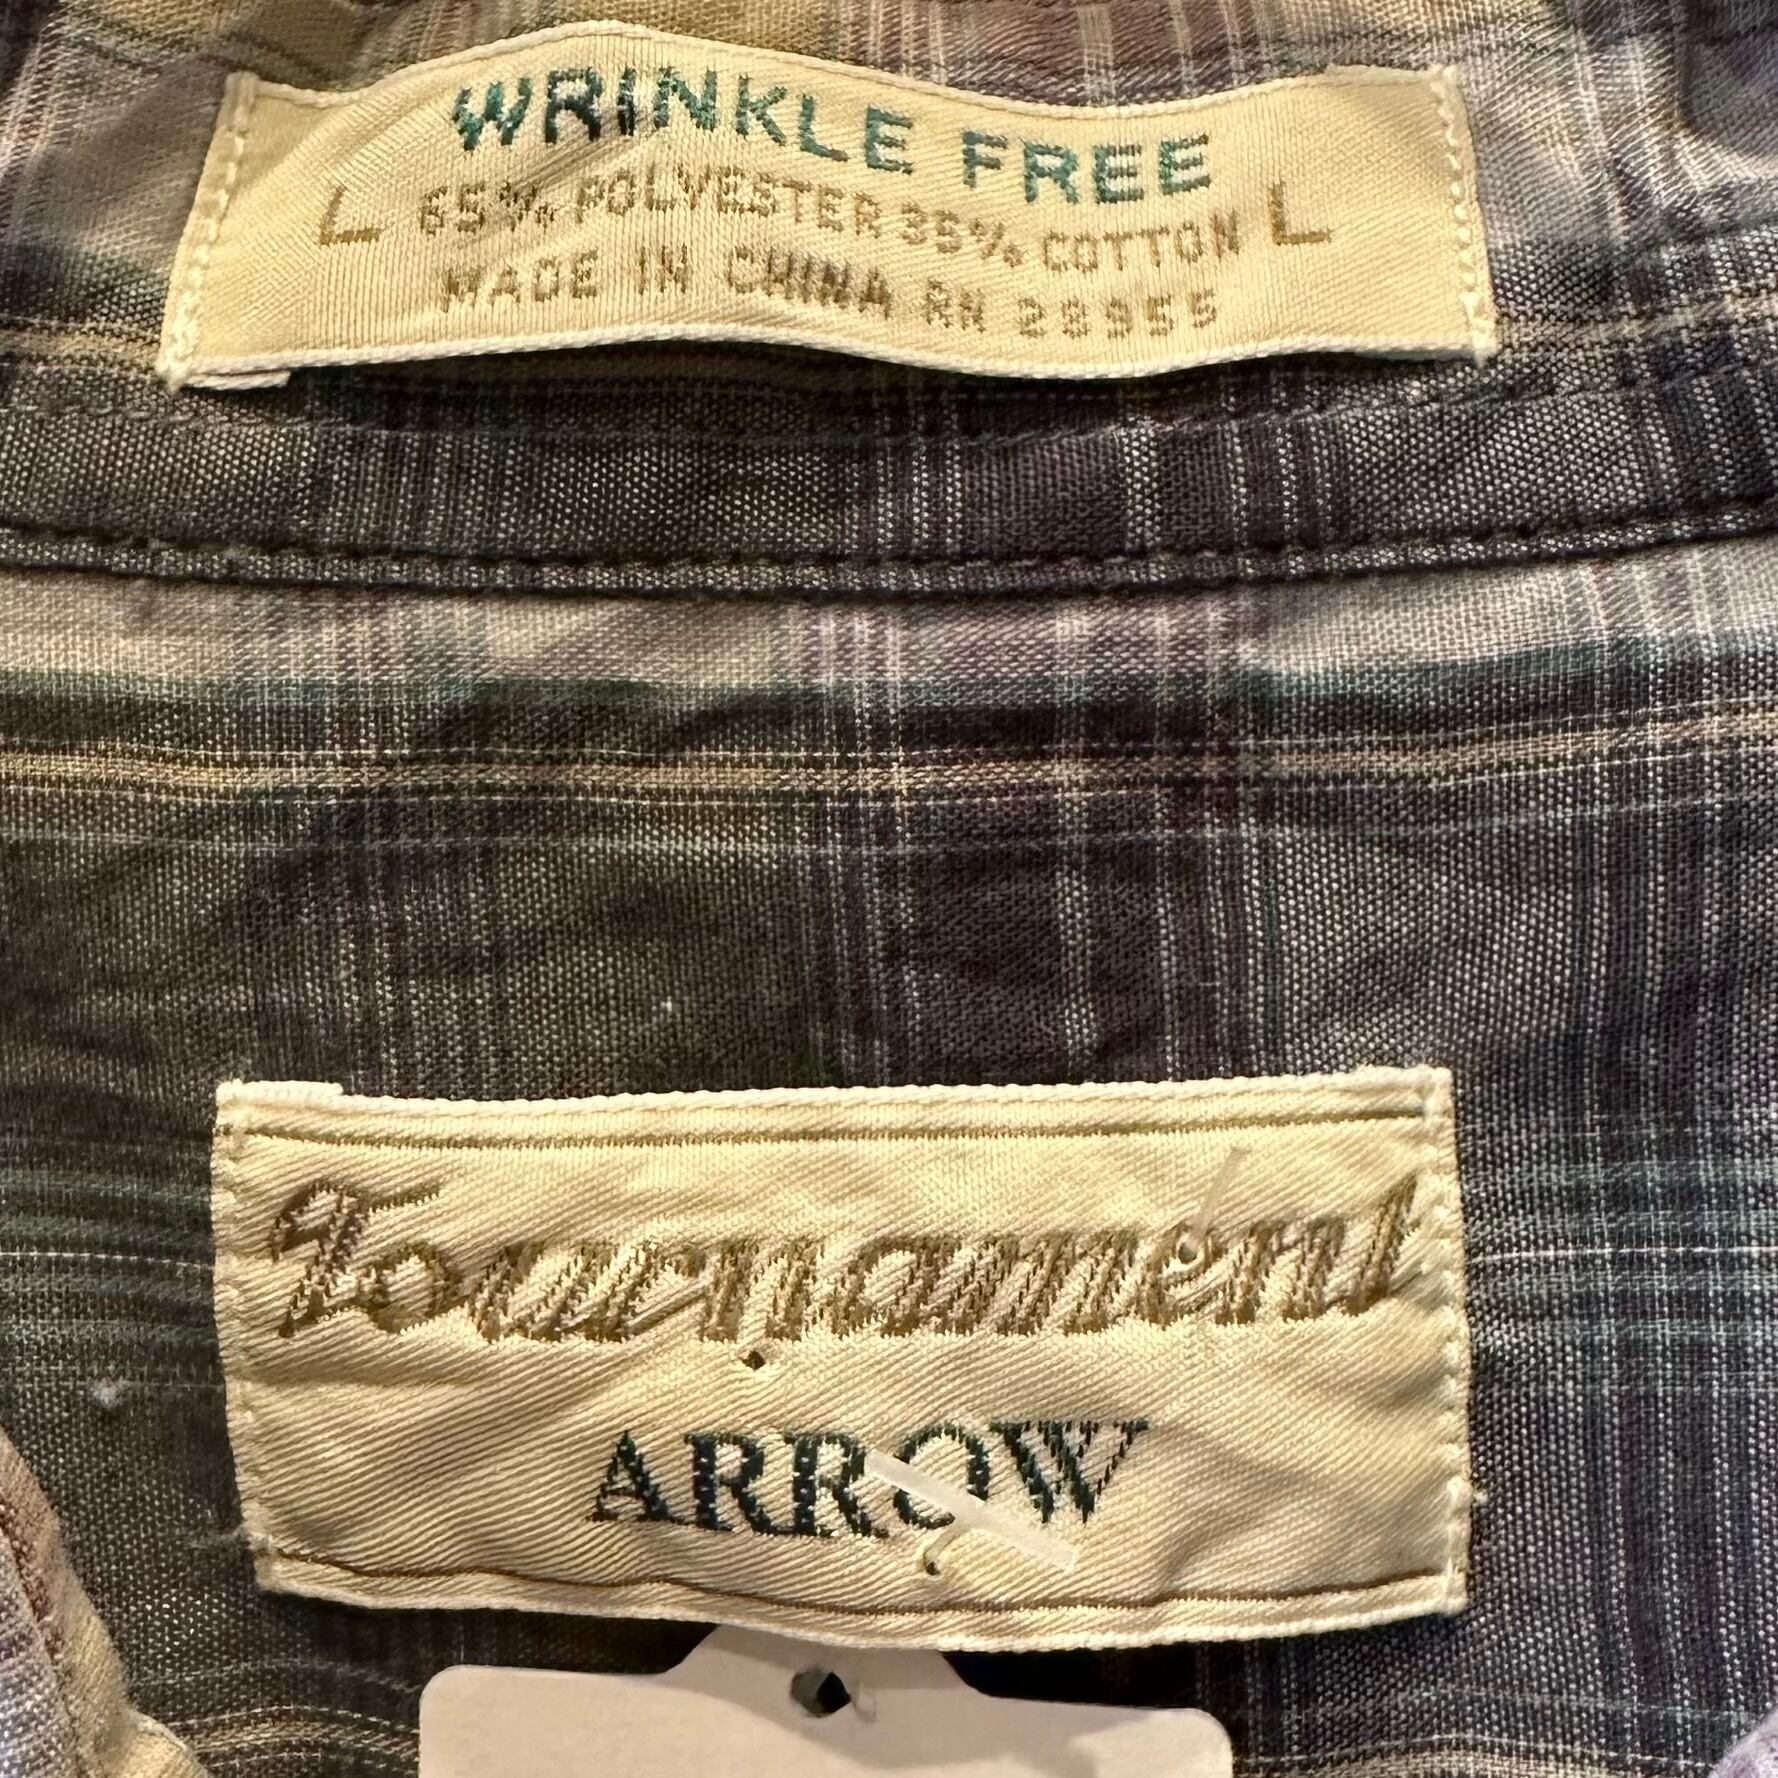 WRINKLE FREE
L 65% POLYESTER 35% COTTON L
MADE IN CHINA RN 28955
Tournament
ARROW